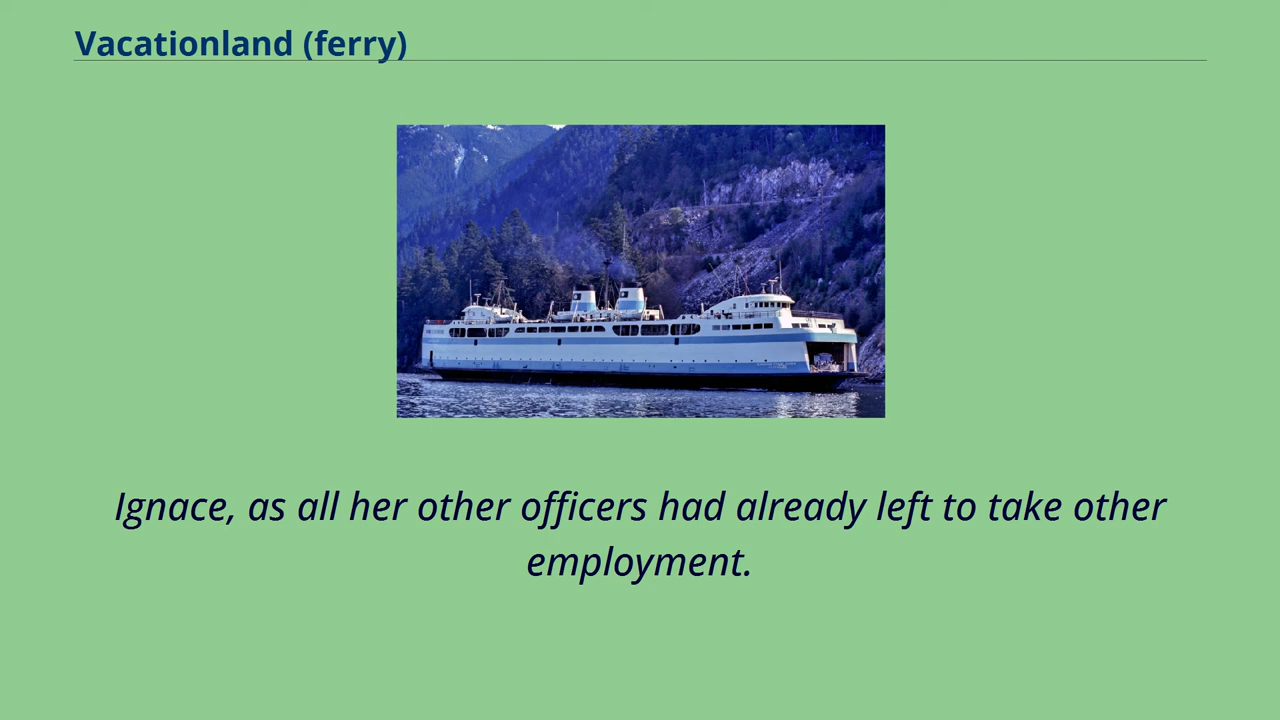 Vacationland (ferry)
Ignace, as all her other officers had already left to take other
employment.